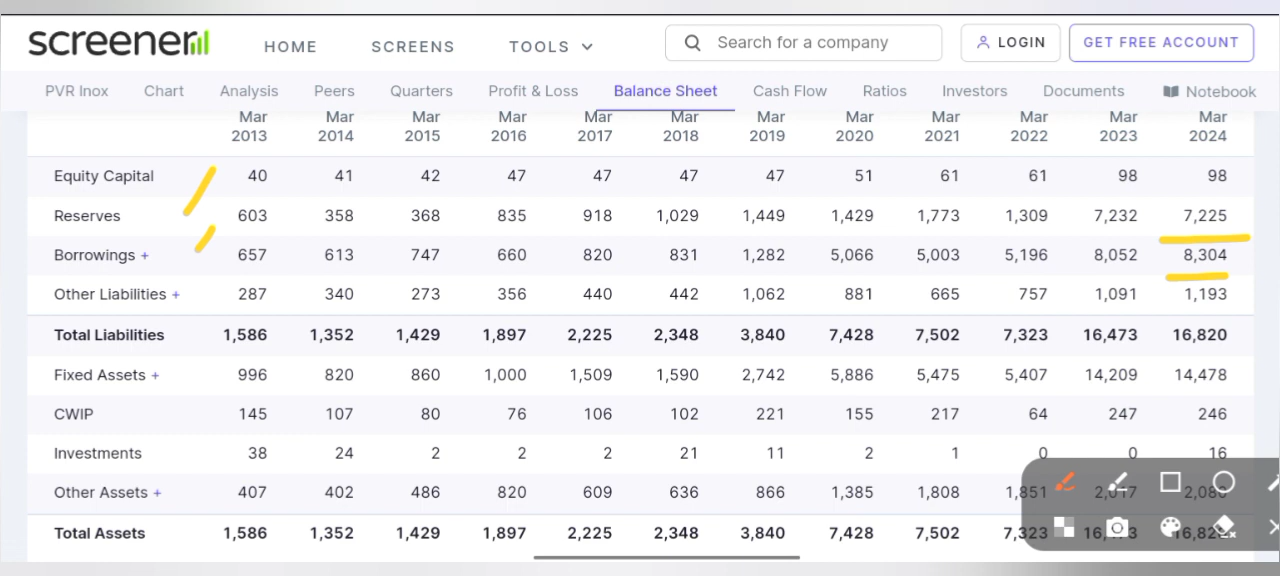 screener
HOME SCREENS TOOLS Search for a company LOGIN GET FREE ACCOUNT
PVR Inox Chart Analysis Peers Quarters Profit & Loss Balance Sheet Cash Flow Ratios Investors Documents Notebook
Mar Mar Mar Mar Mar Mar Mar Mar Mar Mar Mar Mar
2013 2014 2015 2016 2017 2018 2019 2020 2021 2022 2023 2024
Equity Capital 40 41 42 47 47 47 47 51 61 61 98 98
Reserves 603 358 368 835 918 1,029 1,449 1,429 1,773 1,309 7,232 7,225
Borrowings + 657 613 747 660 820 831 1,282 5,066 5,003 5,196 8,052 8,304
Other Liabilities + 287 340 273 356 440 442 1,062 881 665 757 1,091 1,193
Total Liabilities 1,586 1,352 1,429 1,897 2,225 2,348 3,840 7,428 7,502 7,323 16,473 16,820
Fixed Assets + 996 820 860 1,000 1,509 1,590 2,742 5,886 5,475 5,407 14,209 14,478
CWIP 145 107 80 76 106 102 221 155 217 64 247 246
Investments 38 24 2 2 2 21 11 2 1 0 0 16
Other Assets + 407 402 486 820 609 636 866 1,385 1,808 1,851
Total Assets 1,586 1,352 1,429 1,897 2,225 2,348 3,840 7,428 7,502 7,323